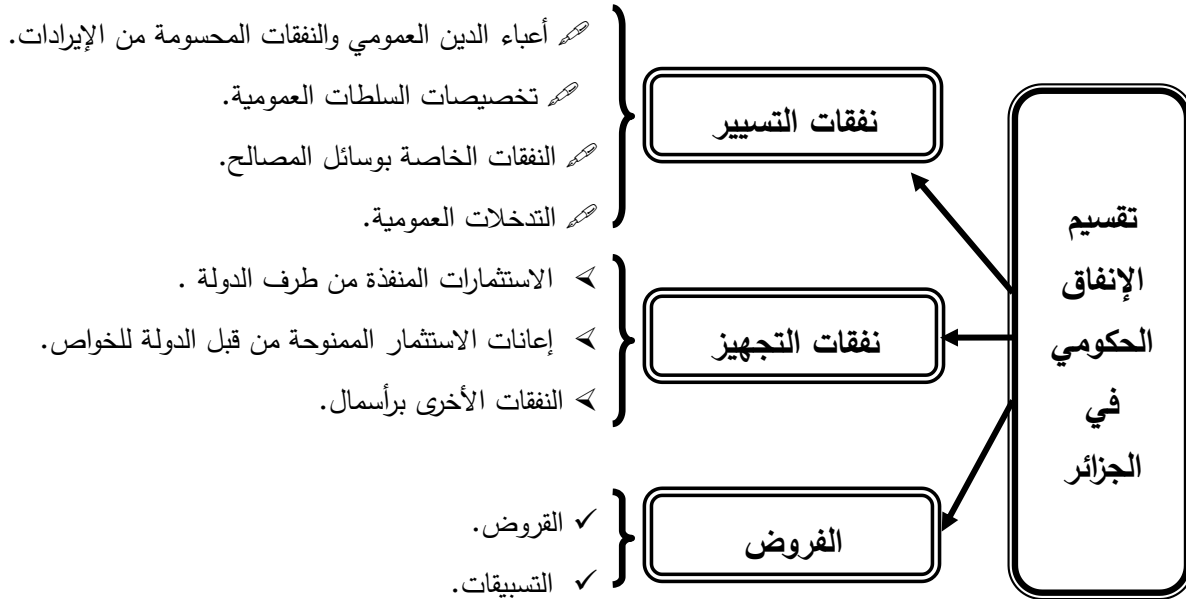 تقسيم
الإنفاق
الحكومي
في
الجزائر
نفقات التسيير
أعباء الدين العمومي والنفقات المحسومة من الإيرادات.
تخصيصات السلطات العمومية.
النفقات الخاصة بوسائل المصالح.
التدخلات العمومية.
نفقات التجهيز
الاستثمارات المنفذة من طرف الدولة .
إعانات الاستثمار الممنوحة من قبل الدولة للخواص.
النفقات الأخرى برأسمال.
الفروض
القروض.
التسبيقات.